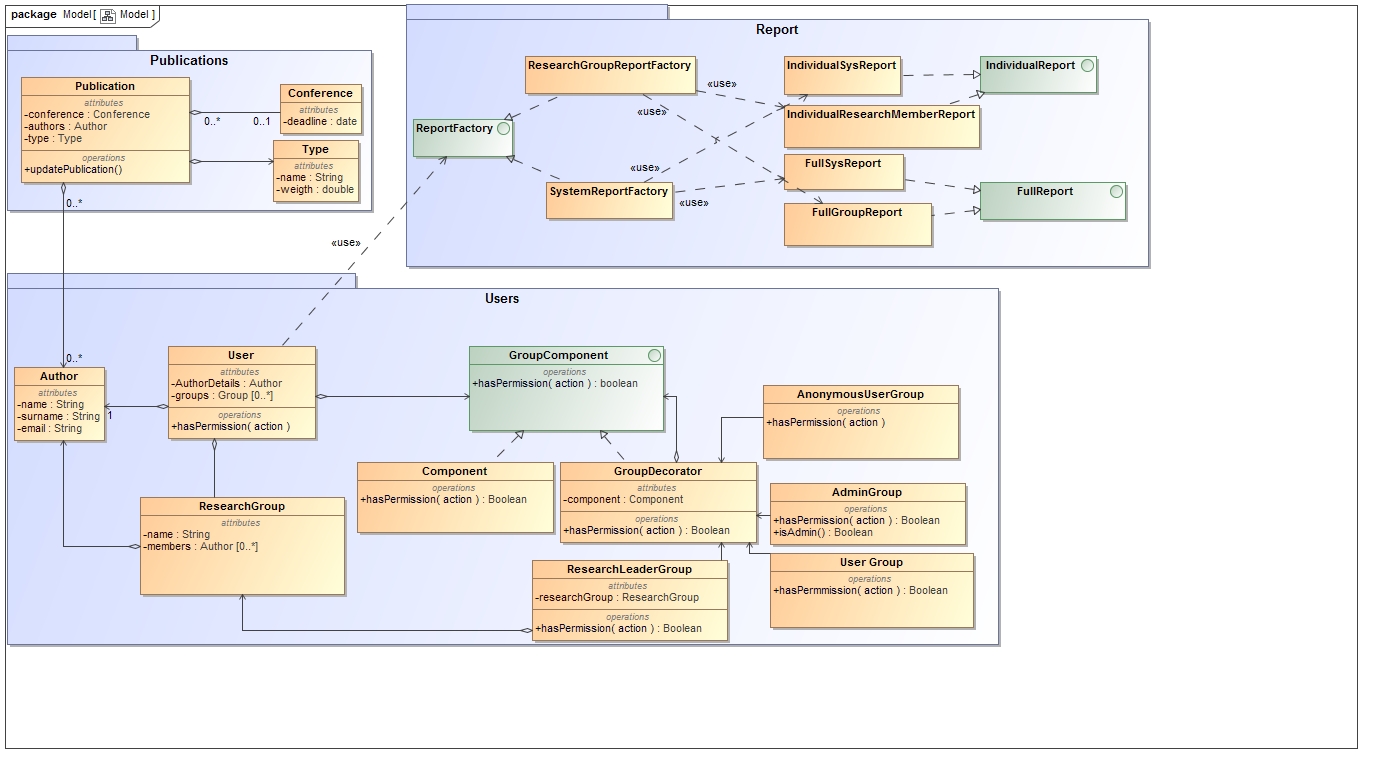 package Model[ Model ]
Publications
Publication
attributes
-conference : Conference
-authors : Author
-type : Type
operations
+updatePublication()
Conference
attributes
-deadline : date
0..*
0..1
Type
attributes
-name : String
-weigth : double
0..*
0..*
Report
ResearchGroupReportFactory
ReportFactory
SystemReportFactory
«use»
«use»
«use»
«use»
IndividualSysReport
IndividualResearchMemberReport
FullSysReport
FullGroupReport
IndividualReport
FullReport
«use»
Users
Author
attributes
-name : String
-surname : String
-email : String
1
User
attributes
-AuthorDetails : Author
-groups : Group [0..*]
operations
+hasPermission( action )
GroupComponent
operations
+hasPermission( action ) : boolean
AnonymousUserGroup
operations
+hasPermission( action )
Component
operations
+hasPermission( action ) : Boolean
GroupDecorator
attributes
-component : Component
operations
+hasPermission( action ) : Boolean
AdminGroup
operations
+hasPermission( action ) : Boolean
+isAdmin() : Boolean
ResearchGroup
attributes
-name : String
-members : Author [0..*]
ResearchLeaderGroup
attributes
-researchGroup : ResearchGroup
operations
+hasPermission( action ) : Boolean
User Group
operations
+hasPermmission( action ) : Boolean